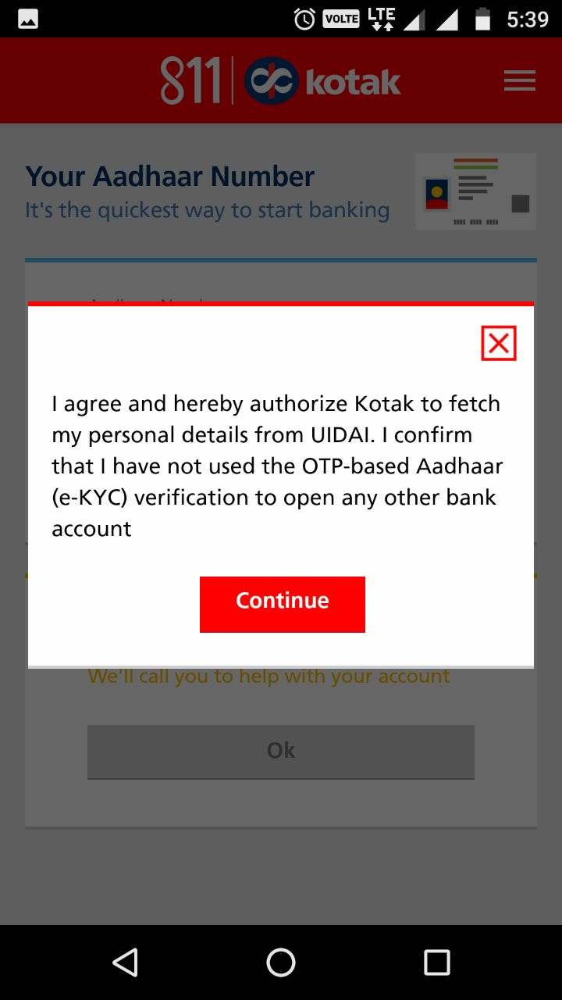 VOLTE LTE 5:39
811 kotak
Your Aadhaar Number
It's the quickest way to start banking
I agree and hereby authorize Kotak to fetch
my personal details from UIDAI. I confirm
that I have not used the OTP-based Aadhaar
(e-KYC) verification to open any other bank
account
Continue
We'll call you to help with your account
Ok